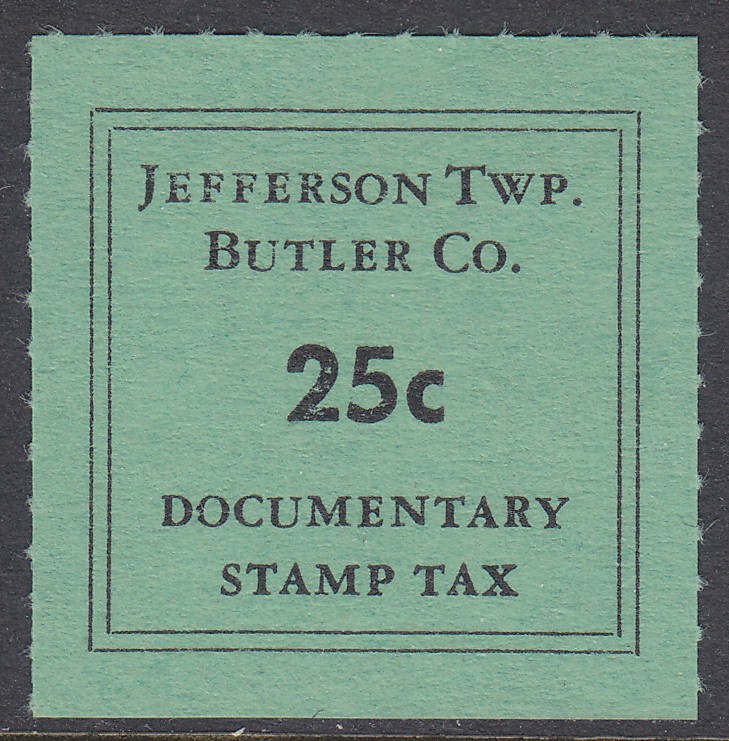 JEFFERSON TWP.
BUTLER CO.
25c
DOCUMENTARY
STAMP TAX